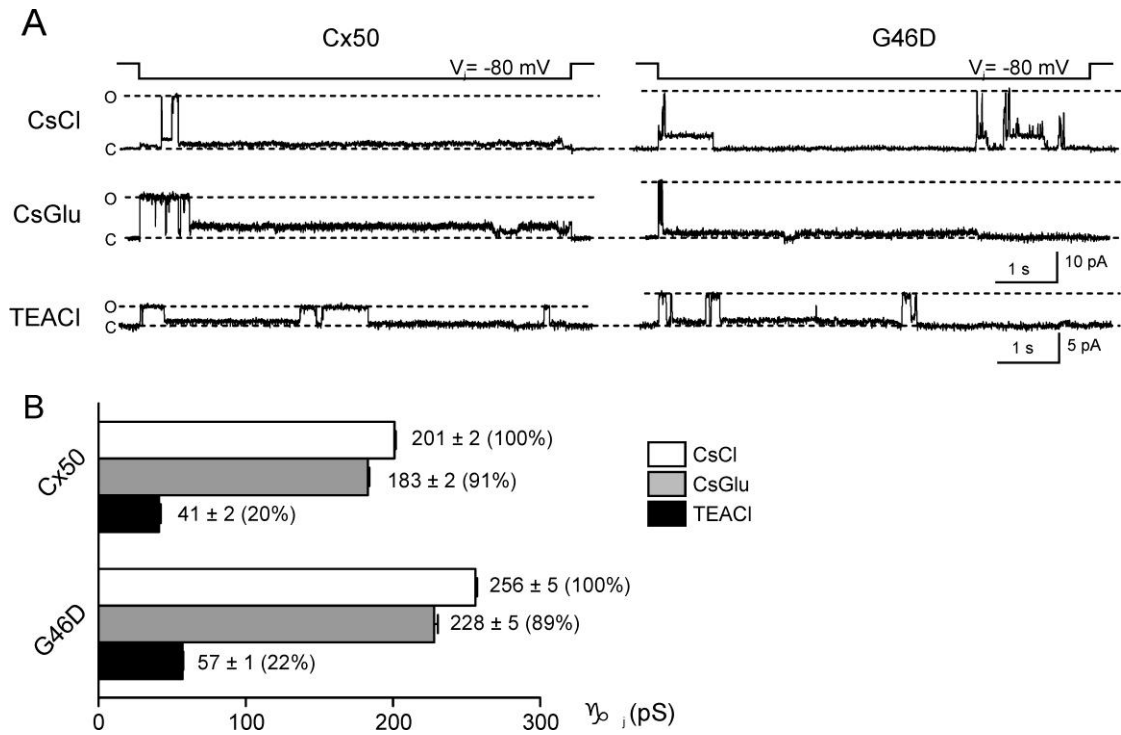 A
Cx50
G46D
Vj= -80 mV
Vj= -80 mV
CsCl
O
C
CsGlu
O
C
1 s
10 pA
TEACl
O
C
1 s
5 pA
B
Cx50
201 ± 2 (100%)
183 ± 2 (91%)
41 ± 2 (20%)
CsCl
CsGlu
TEACl
G46D
256 ± 5 (100%)
228 ± 5 (89%)
57 ± 1 (22%)
0
100
200
300
j (pS)